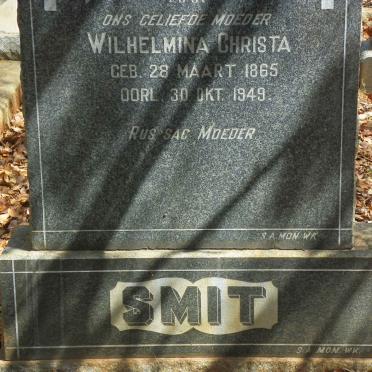 ONS GELIEFDE MOEDER
WILHELMINA CHRISTA
GEB. 28 MAART 1865
OORL. 30 OKT. 1949.
RUS SAG MOEDER
S.A. MON. WK.
SMIT
S.A. MON. WK.